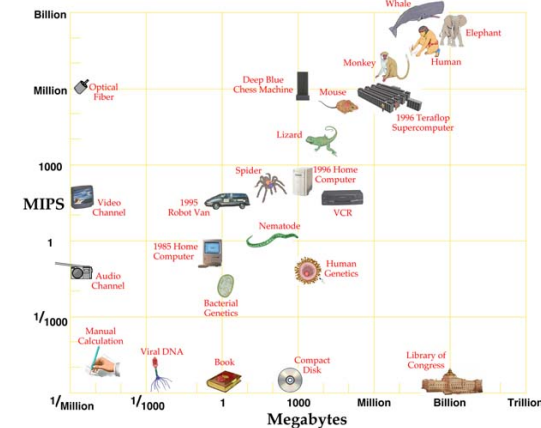 Whale
Billion
Elephant
Human
Monkey
Deep Blue
Chess Machine
Mouse
Million
Optical
Fiber
1996 Teraflop
Supercomputer
Lizard
1000
Spider
1996 Home
Computer
MIPS
Video
Channel
1995
Robot Van
VCR
Nematode
1
1985 Home
Computer
Human
Genetics
Audio
Channel
Bacterial
Genetics
1/1000
Manual
Calculation
Viral DNA
Book
Compact
Disk
Library of
Congress
1/Million
1/1000
1
1000
Million
Billion
Trillion
Megabytes